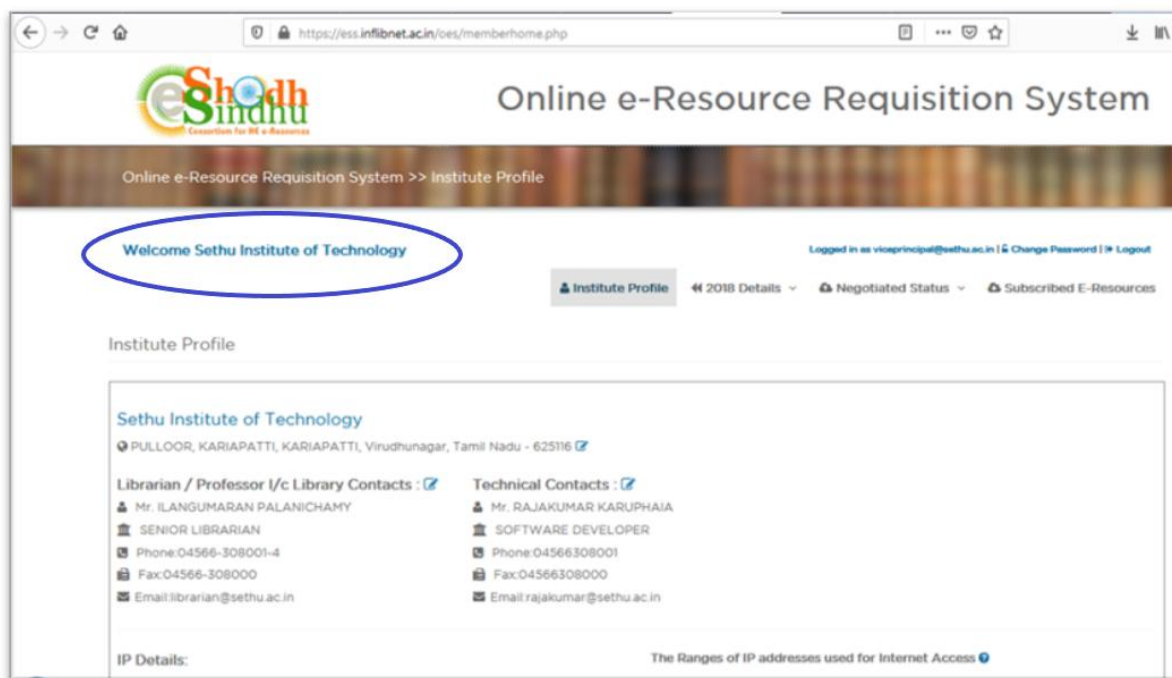 https://ess.inflibnet.ac.in/oes/memberhome.php
eShodh
Sindhu
Consortium for HE e-Resources
Online e-Resource Requisition System
Online e-Resource Requisition System >> Institute Profile
Welcome Sethu Institute of Technology
Logged in as viceprincipal@sethu.ac.in | Change Password | Logout
Institute Profile 2018 Details Negotiated Status Subscribed E-Resources
Institute Profile
Sethu Institute of Technology
PULLOOR, KARIAPATTI, KARIAPATTI, Virudhunagar, Tamil Nadu - 625116
Librarian / Professor I/c Library Contacts :
Mr. ILANGUMARAN PALANICHAMY
SENIOR LIBRARIAN
Phone:04566-308001-4
Fax:04566-308000
Email:librarian@sethu.ac.in
Technical Contacts :
Mr. RAJAKUMAR KARUPHAIA
SOFTWARE DEVELOPER
Phone:04566308001
Fax:04566308000
Email:rajakumar@sethu.ac.in
IP Details:
The Ranges of IP addresses used for Internet Access